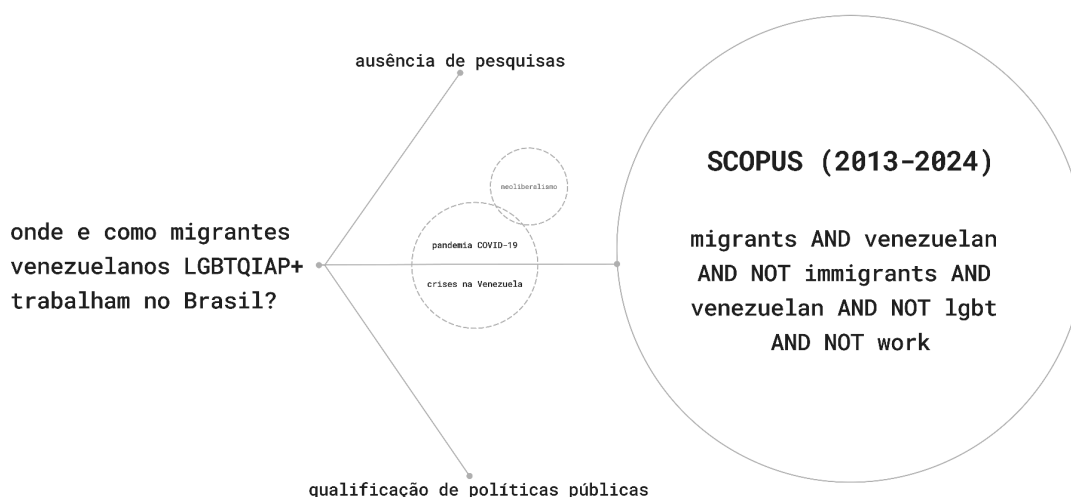 ausência de pesquisas
neoliberalismo
onde e como migrantes
venezuelanos LGBTQIAP+
trabalham no Brasil?
pandemia COVID-19
crises na Venezuela
qualificação de políticas públicas
SCOPUS (2013-2024)
migrants AND venezuelan
AND NOT immigrants AND
venezuelan AND NOT lgbt
AND NOT work